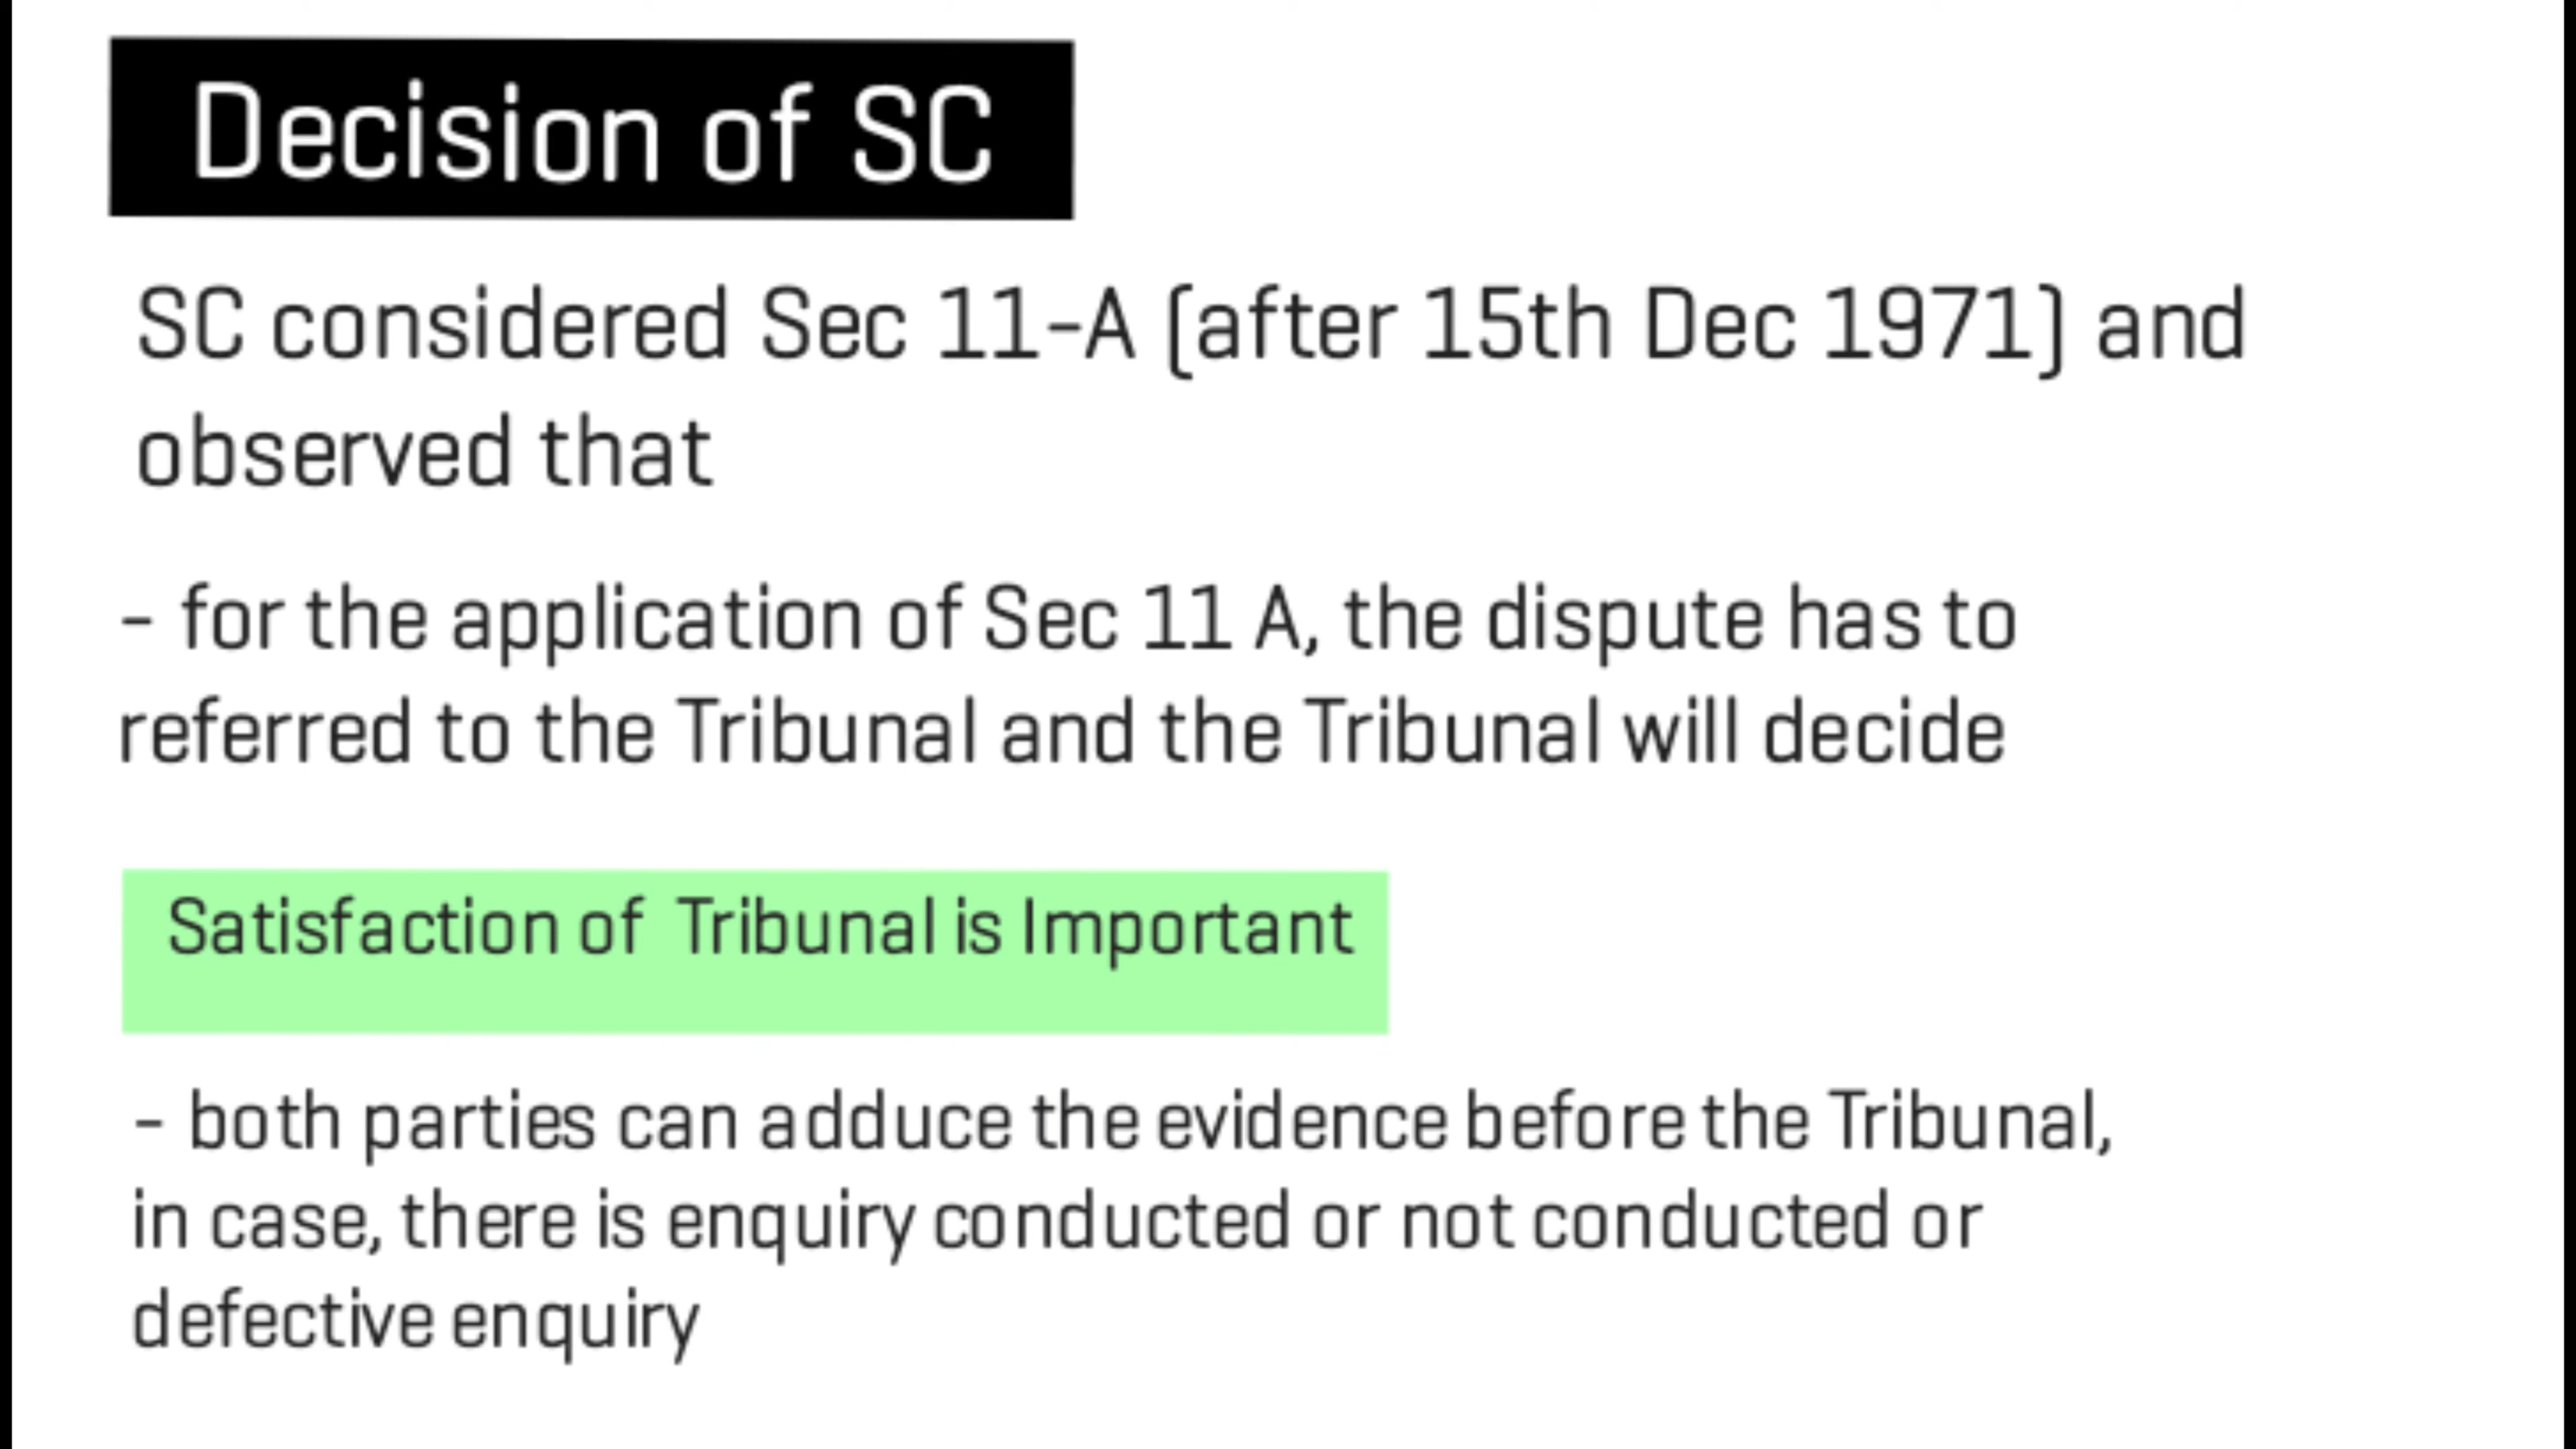 Decision of SC
SC considered Sec 11-A (after 15th Dec 1971) and
observed that
- for the application of Sec 11 A, the dispute has to
referred to the Tribunal and the Tribunal will decide
Satisfaction of Tribunal is Important
- both parties can adduce the evidence before the Tribunal,
in case, there is enquiry conducted or not conducted or
defective enquiry